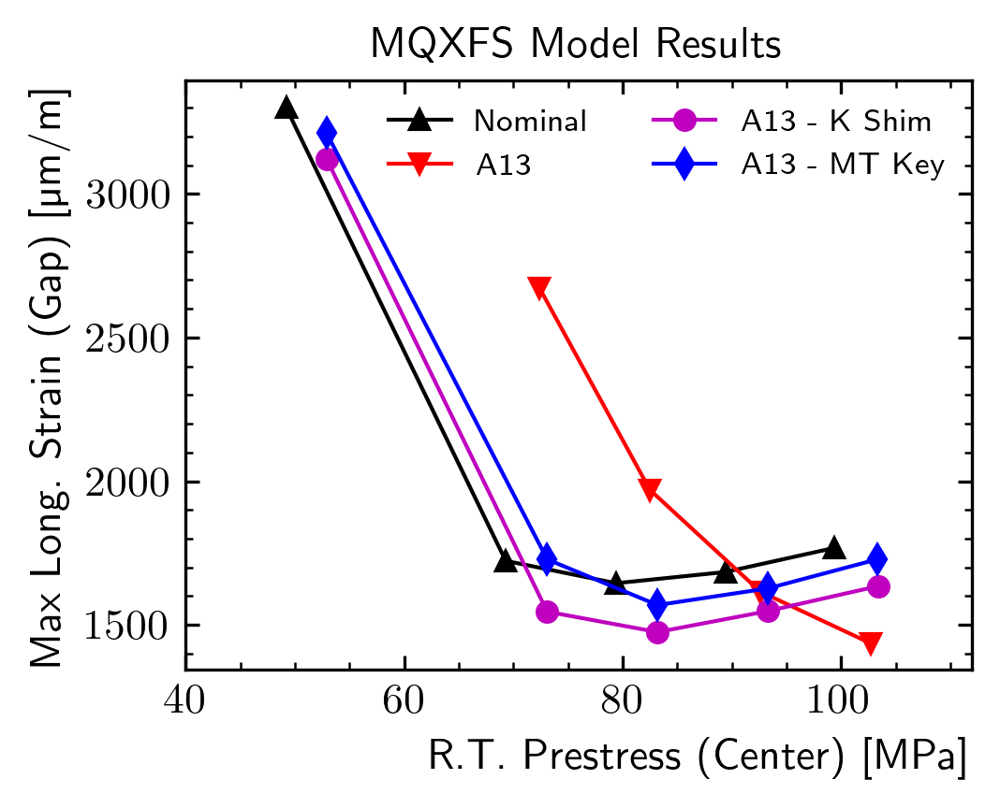 MQXFS Model Results
Nominal
A13
A13 - K Shim
A13 - MT Key
Max Long. Strain (Gap) [µm/m]
3000
2500
2000
1500
40 60 80 100
R.T. Prestress (Center) [MPa]